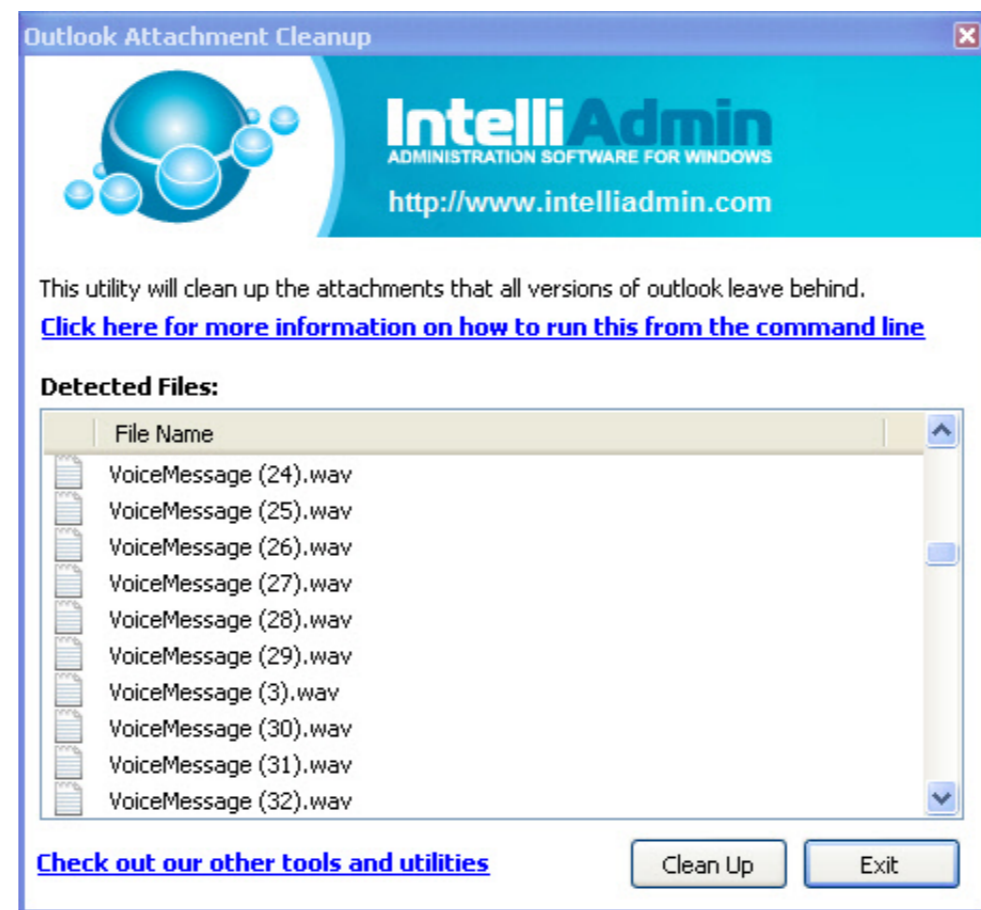 Outlook Attachment Cleanup
IntelliAdmin
ADMINISTRATION SOFTWARE FOR WINDOWS
http://www.intelliadmin.com
This utility will clean up the attachments that all versions of outlook leave behind.
Click here for more information on how to run this from the command line
Detected Files:
File Name
VoiceMessage (24).wav
VoiceMessage (25).wav
VoiceMessage (26).wav
VoiceMessage (27).wav
VoiceMessage (28).wav
VoiceMessage (29).wav
VoiceMessage (3).wav
VoiceMessage (30).wav
VoiceMessage (31).wav
VoiceMessage (32).wav
Check out our other tools and utilities
Clean Up
Exit